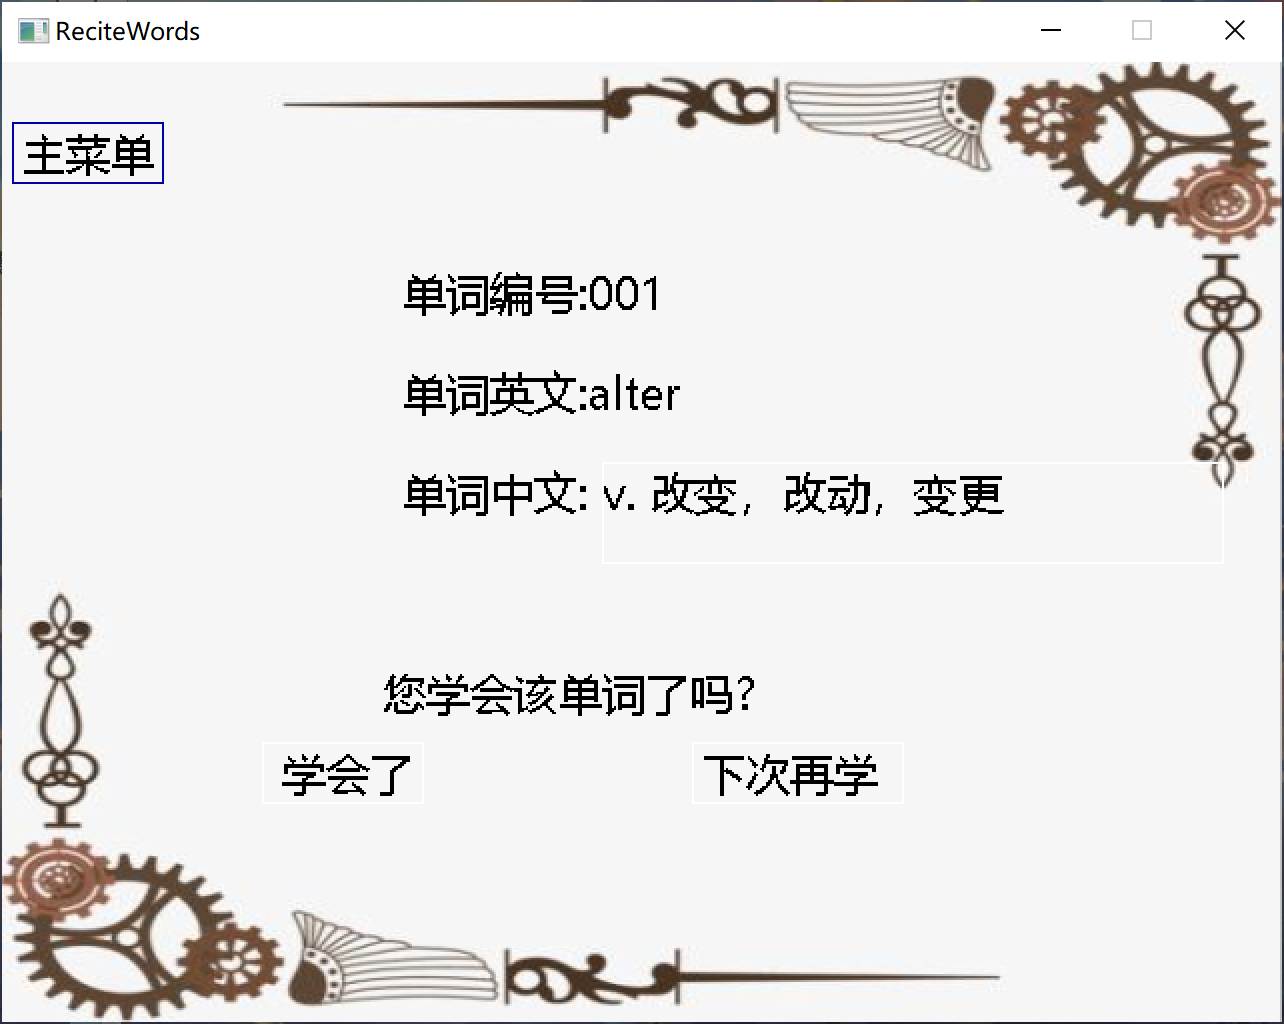 ReciteWords
主菜单
单词编号:001
单词英文:alter
单词中文: v. 改变，改动，变更
您学会该单词了吗?
学会了
下次再学